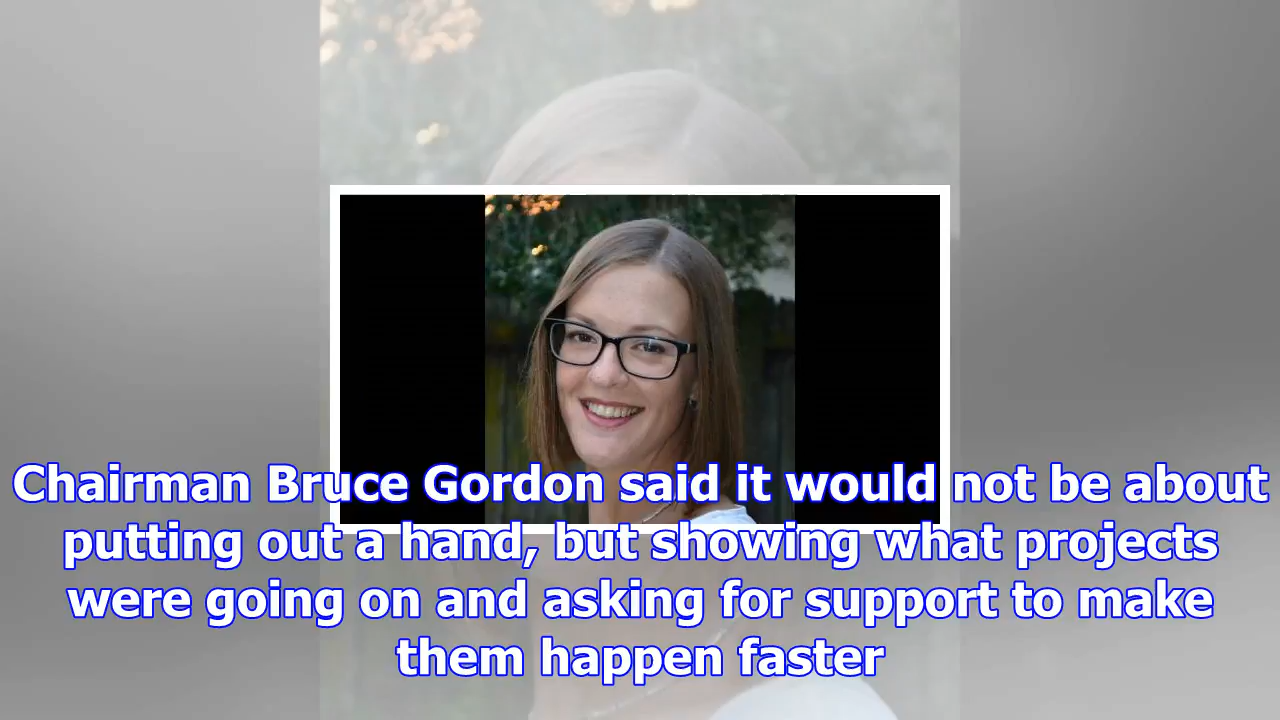 Chairman Bruce Gordon said it would not be about
putting out a hand, but showing what projects
were going on and asking for support to make
them happen faster